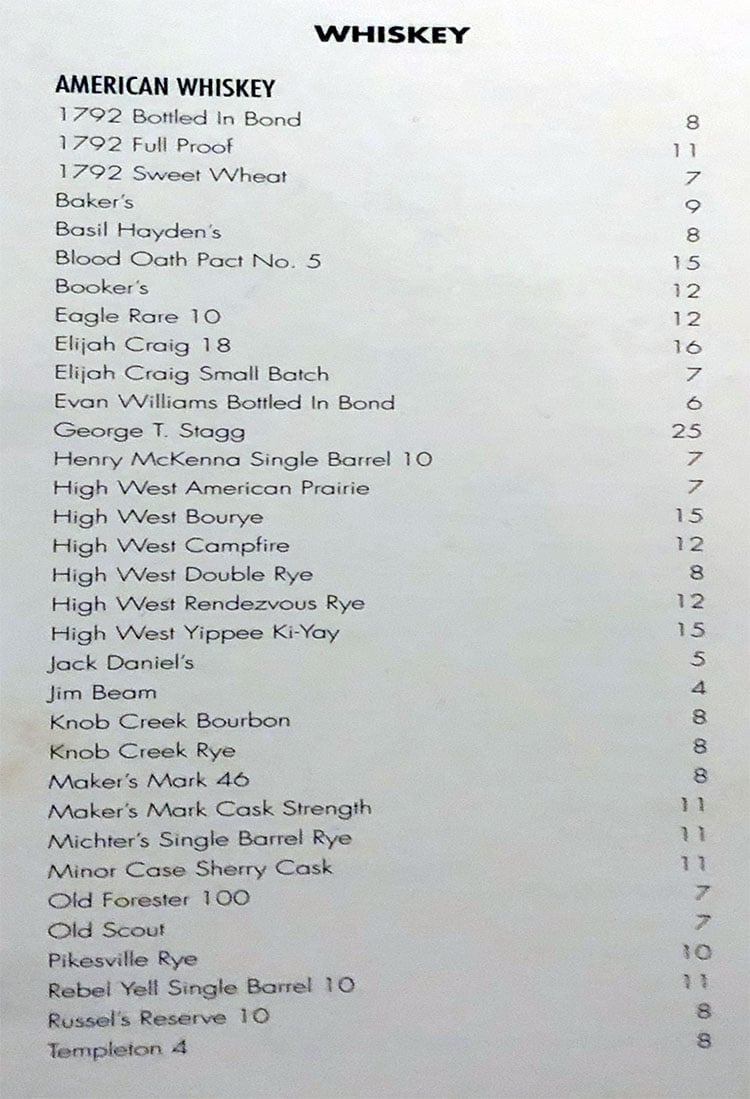 WHISKEY
AMERICAN WHISKEY
1792 Bottled In Bond 8
1792 Full Proof 11
1792 Sweet Wheat 7
Baker's 9
Basil Hayden's 8
Blood Oath Pact No. 5 15
Booker's 12
Eagle Rare 10 12
Elijah Craig 18 16
Elijah Craig Small Batch 7
Evan Williams Bottled In Bond 6
George T. Stagg 25
Henry McKenna Single Barrel 10 7
High West American Prairie 7
High West Bourye 15
High West Campfire 12
High West Double Rye 8
High West Rendezvous Rye 12
High West Yippee Ki-Yay 15
Jack Daniel's 5
Jim Beam 4
Knob Creek Bourbon 8
Knob Creek Rye 8
Maker's Mark 46 8
Maker's Mark Cask Strength 11
Michter's Single Barrel Rye 11
Minor Case Sherry Cask 11
Old Forester 100 7
Old Scout 7
Pikesville Rye 10
Rebel Yell Single Barrel 10 11
Russel's Reserve 10 8
Templeton 4 8